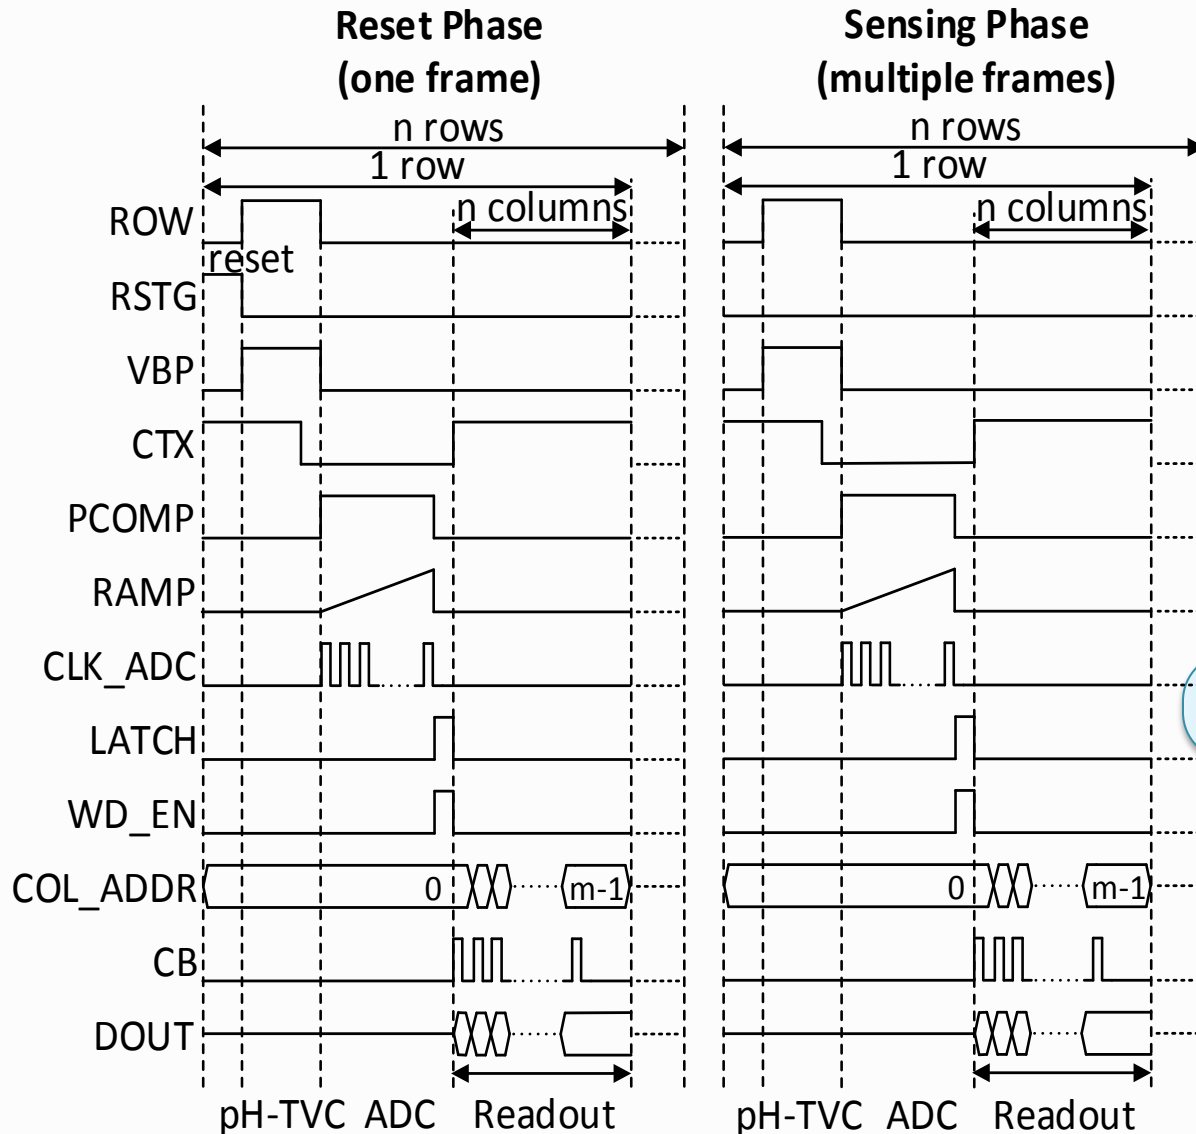 Reset Phase
(one frame)
Sensing Phase
(multiple frames)
n rows
1 row
n columns
n rows
1 row
n columns
ROW
reset
RSTG
VBP
CTX
PCOMP
RAMP
CLK_ADC
LATCH
WD_EN
COL_ADDR
0
m-1
0
m-1
CB
DOUT
pH-TVC ADC Readout
pH-TVC ADC Readout